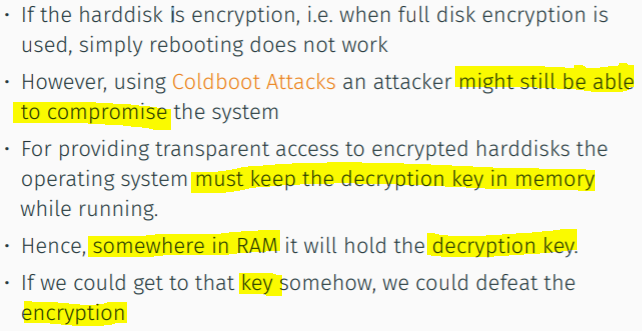 • If the harddisk is encryption, i.e. when full disk encryption is
used, simply rebooting does not work
• However, using Coldboot Attacks an attacker might still be able
to compromise the system
• For providing transparent access to encrypted harddisks the
operating system must keep the decryption key in memory
while running.
• Hence, somewhere in RAM it will hold the decryption key.
• If we could get to that key somehow, we could defeat the
encryption